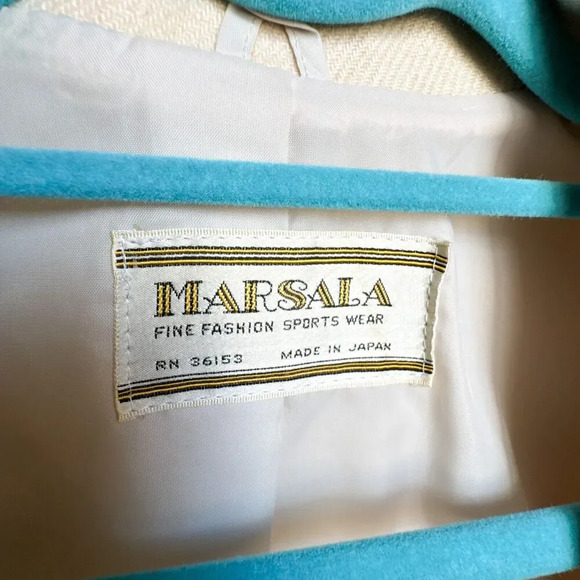 MARSALA
FINE FASHION SPORTS WEAR
RN 36153 MADE IN JAPAN